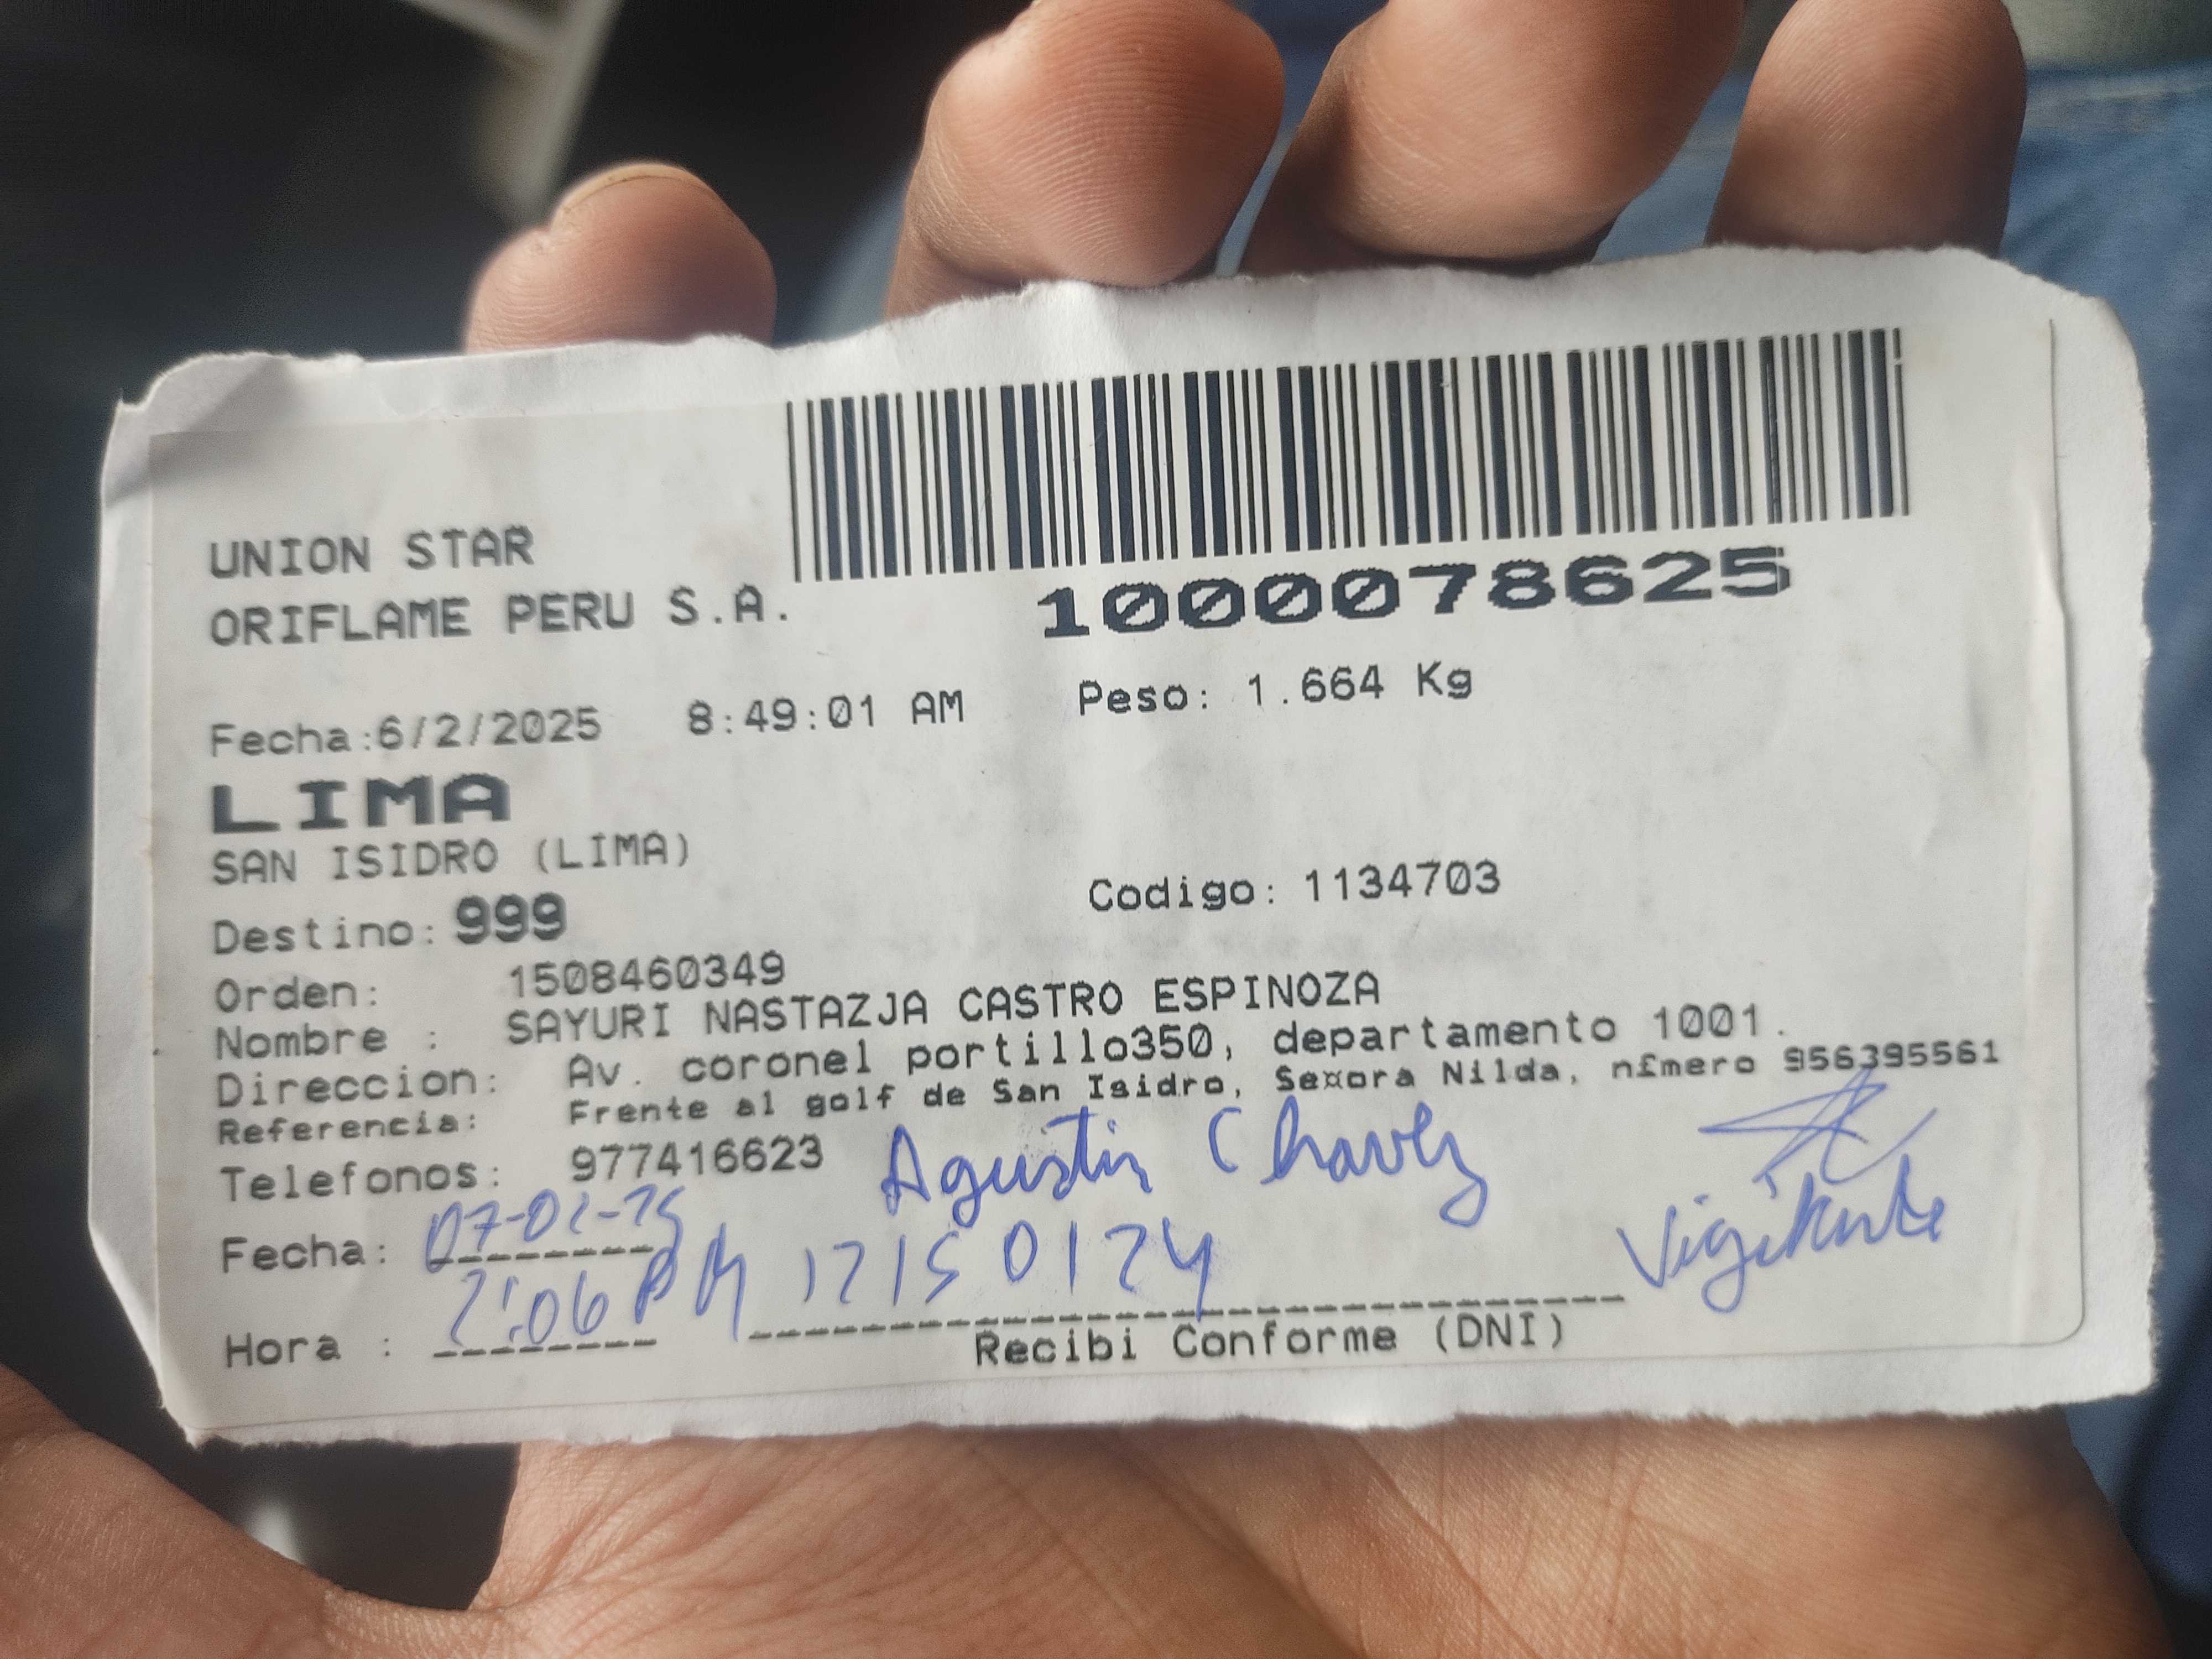 UNION STAR
ORIFLAME PERU S.A.
1000078625
Fecha:6/2/2025 8:49:01 AM Peso: 1.664 Kg
LIMA
SAN ISIDRO (LIMA)
Destino: 999 Codigo: 1134703
Orden: 1508460349
Nombre : SAYURI NASTAZJA CASTRO ESPINOZA
Direccion: Av. coronel portillo350, departamento 1001.
Referencia: Frente al golf de San Isidro, Se¤ora Nilda, n£mero 956395561
Telefonos: 977416623 Agustin Chavez
Fecha: 07-02-25 Vigilante
Hora : 2:06 PM 17150124
Recibi Conforme (DNI)